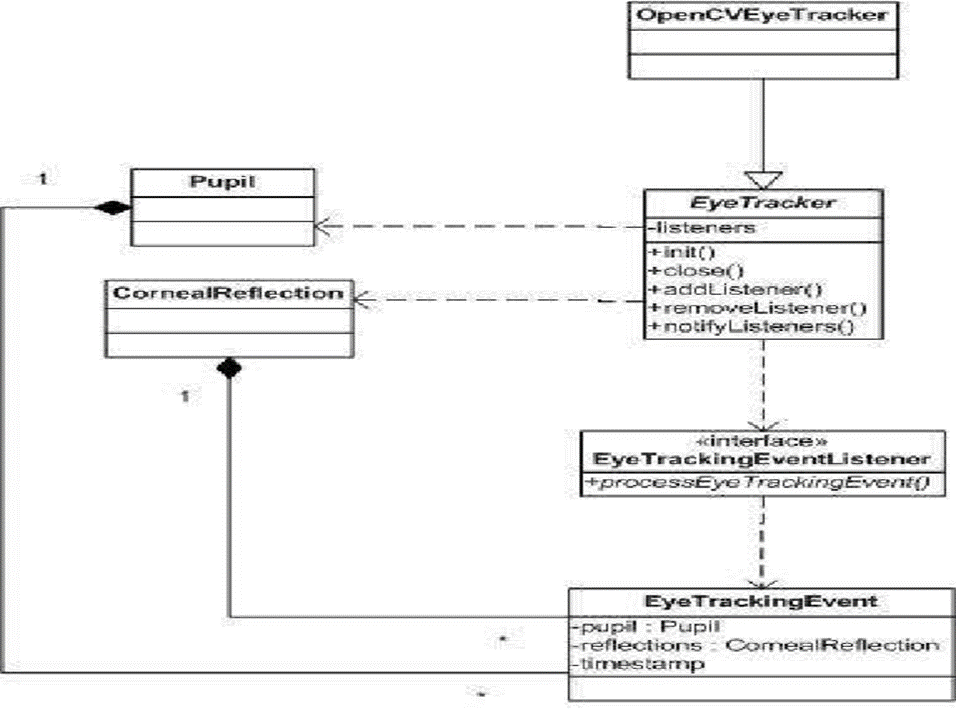 OpenCVEyeTracker
1
Pupil
EyeTracker
-listeners
+init()
+close()
+addListener()
+removeListener()
+notifyListeners()
CornealReflection
1
«interface»
EyeTrackingEventListener
+processEyeTrackingEvent()
EyeTrackingEvent
-pupil : Pupil
-reflections : CornealReflection
-timestamp
*
*